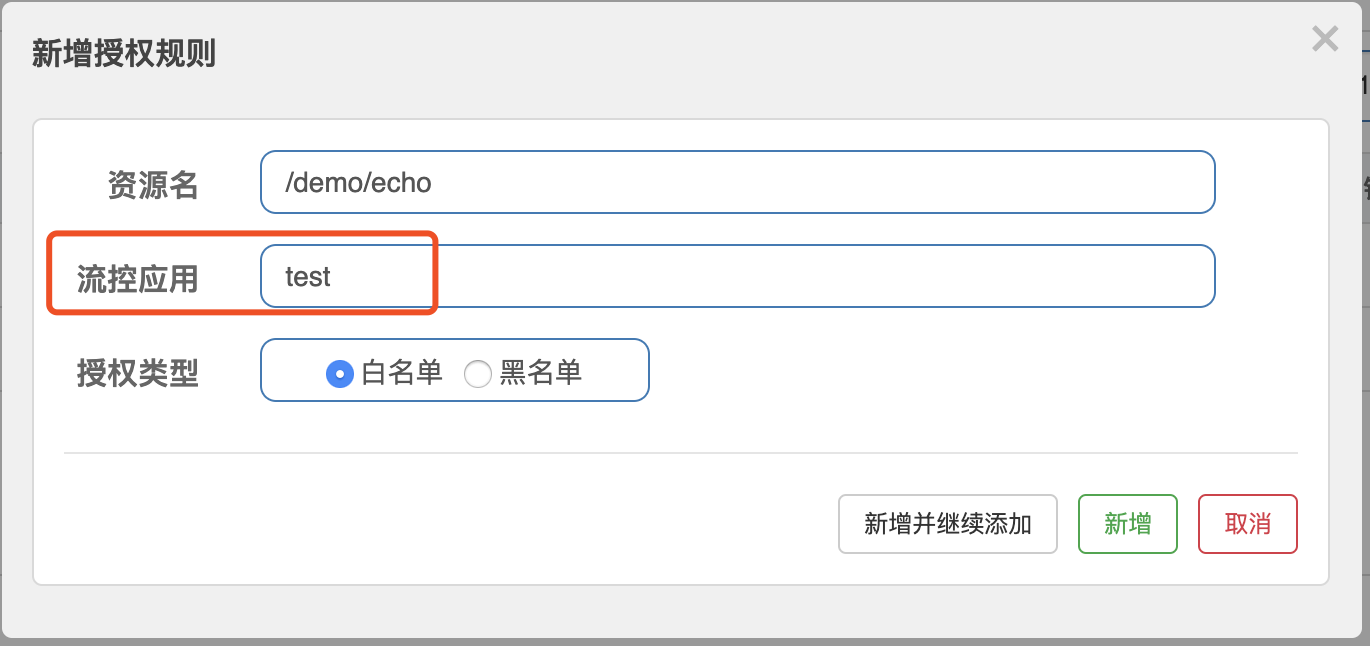 新增授权规则
×
资源名 /demo/echo
流控应用 test
授权类型 白名单 黑名单
新增并继续添加 新增 取消